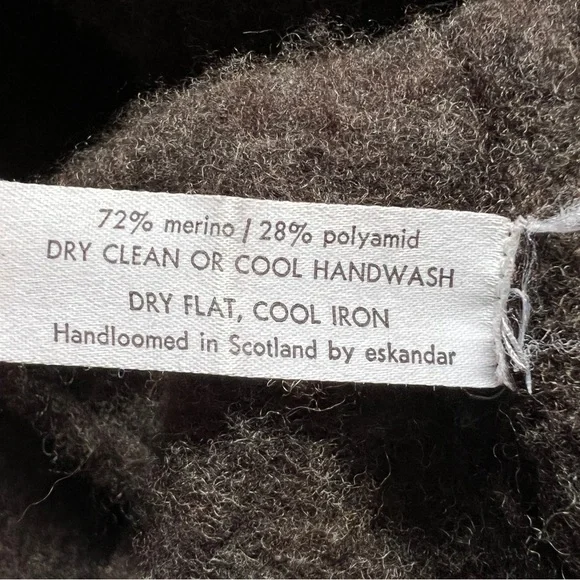 72% merino / 28% polyamid
DRY CLEAN OR COOL HANDWASH
DRY FLAT, COOL IRON
Handloomed in Scotland by eskandar